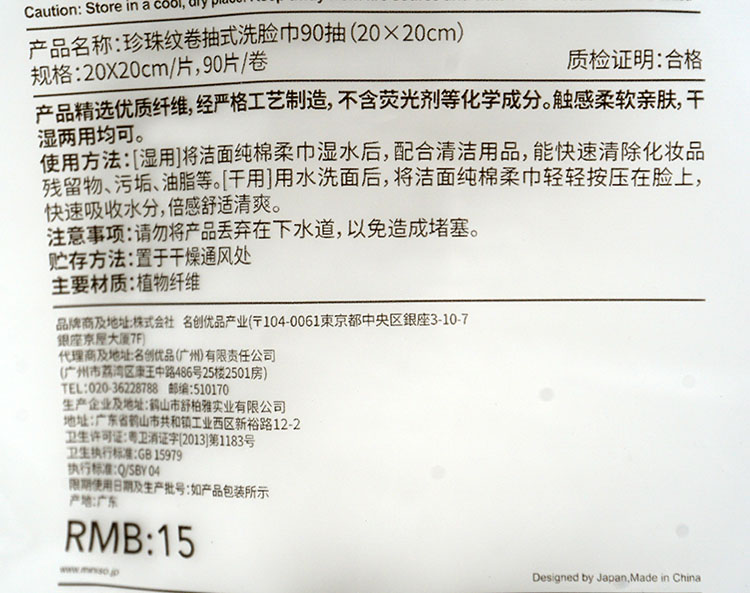 Caution: Store in a cool, dry place.
产品名称:珍珠纹卷抽式洗脸巾90抽(20×20cm)
规格:20X20cm/片,90片/卷 质检证明:合格
产品精选优质纤维,经严格工艺制造,不含荧光剂等化学成分。触感柔软亲肤,干
湿两用均可。
使用方法:[湿用]将洁面纯棉柔巾湿水后,配合清洁用品,能快速清除化妆品
残留物、污垢、油脂等。[干用]用水洗面后,将洁面纯棉柔巾轻轻按压在脸上,
快速吸收水分,倍感舒适清爽。
注意事项:请勿将产品丢弃在下水道,以免造成堵塞。
贮存方法:置于干燥通风处
主要材质:植物纤维
品牌商及地址:株式会社 名创优品产业(〒104-0061東京都中央区銀座3-10-7
銀座京屋大厦7F)
代理商及地址:名创优品(广州)有限责任公司
(广州市荔湾区康王中路486号25楼2501房)
TEL:020-36228788 邮编:510170
生产企业及地址:鹤山市舒柏雅实业有限公司
地址:广东省鹤山市共和镇工业西区新裕路12-2
卫生许可证:粤卫消证字[2013]第1183号
卫生执行标准:GB 15979
执行标准:Q/SBY 04
限期使用日期及生产批号:如产品包装所示
产地:广东
RMB:15
www.miniso.jp
Designed by Japan,Made in China